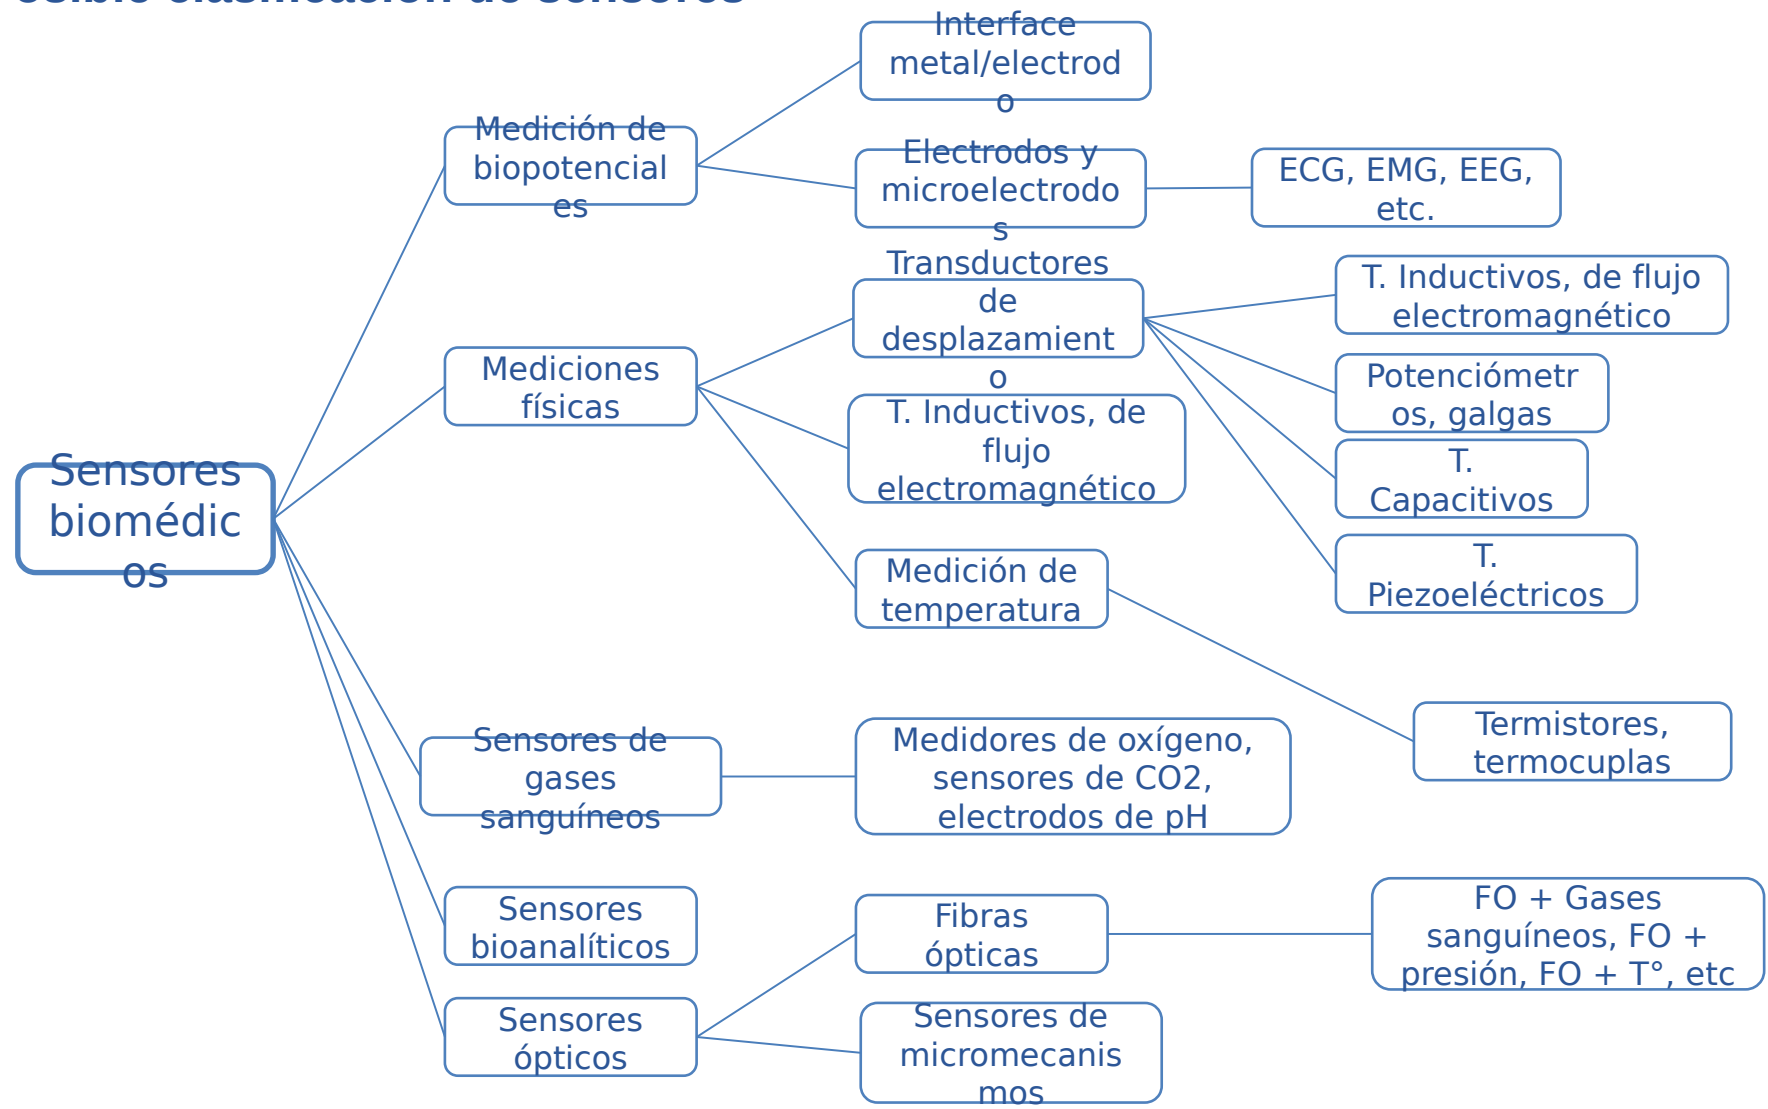 Interface
metal/electrod
o
Medición de
biopotencial
es
Electrodos y
microelectrodo
s
ECG, EMG, EEG,
etc.
Transductores
de
desplazamient
o
T. Inductivos, de flujo
electromagnético
Mediciones
físicas
Potenciómetr
os, galgas
T. Inductivos, de
flujo
electromagnético
T.
Capacitivos
Sensores
biomédic
os
T.
Piezoeléctricos
Medición de
temperatura
Termistores,
termocuplas
Sensores de
gases
sanguíneos
Medidores de oxígeno,
sensores de CO2,
electrodos de pH
Sensores
bioanalíticos
Fibras
ópticas
FO + Gases
sanguíneos, FO +
presión, FO + T°, etc
Sensores
ópticos
Sensores de
micromecanis
mos